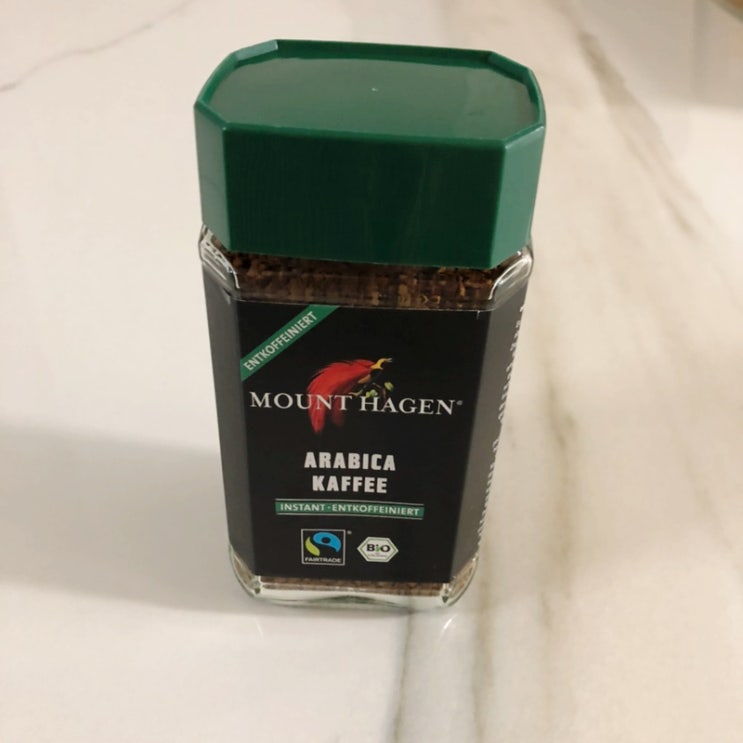 ENTKOFFEINIERT
MOUNT HAGEN®
ARABICA
KAFFEE
INSTANT-ENTKOFFEINIERT
FAIRTRADE®
BIO